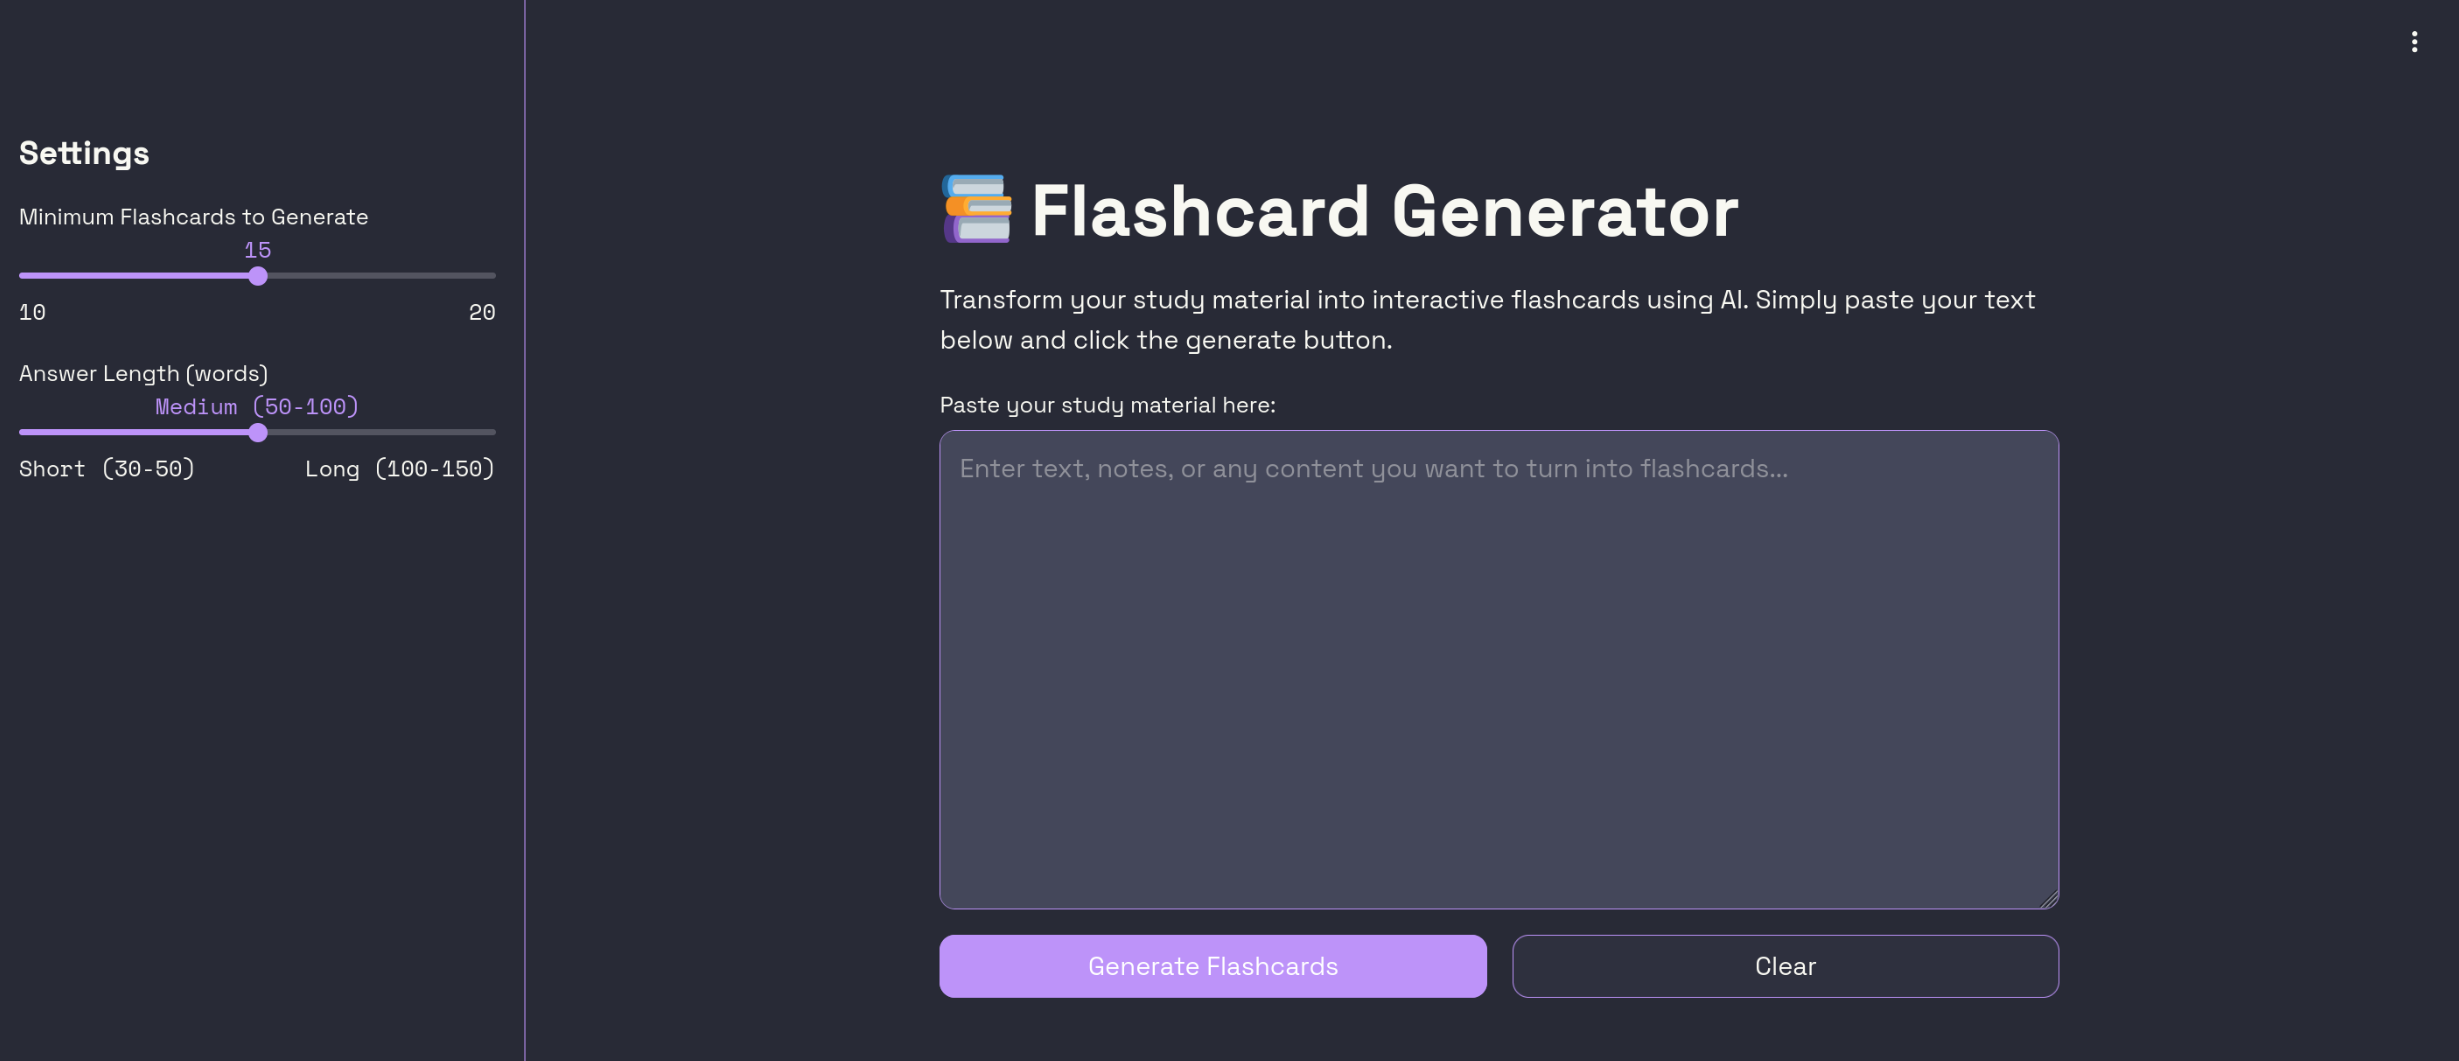 Settings
Minimum Flashcards to Generate
15
10 20
Answer Length (words)
Medium (50-100)
Short (30-50) Long (100-150)
Flashcard Generator
Transform your study material into interactive flashcards using AI. Simply paste your text
below and click the generate button.
Paste your study material here:
Enter text, notes, or any content you want to turn into flashcards...
Generate Flashcards
Clear